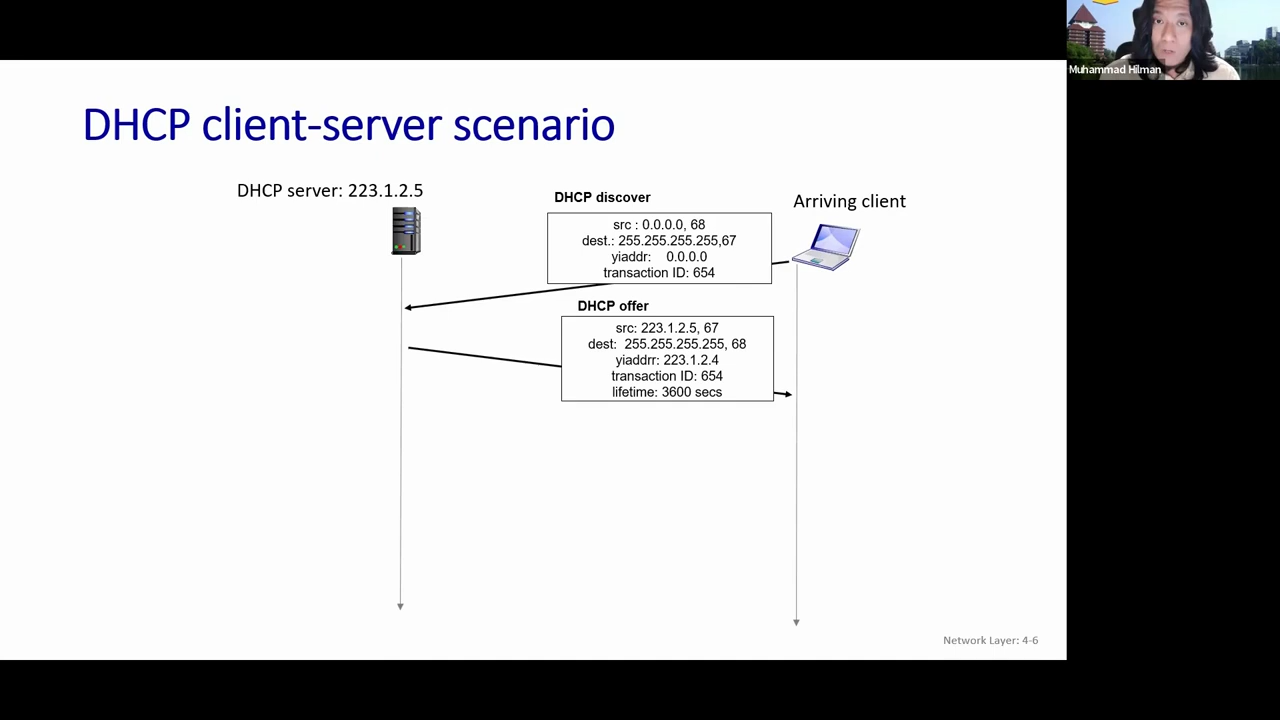 Muhammad Hilman
DHCP client-server scenario
DHCP server: 223.1.2.5
DHCP discover
Arriving client
src : 0.0.0.0, 68
dest.: 255.255.255.255,67
yiaddr: 0.0.0.0
transaction ID: 654
DHCP offer
src: 223.1.2.5, 67
dest: 255.255.255.255, 68
yiaddrr: 223.1.2.4
transaction ID: 654
lifetime: 3600 secs
Network Layer: 4-6